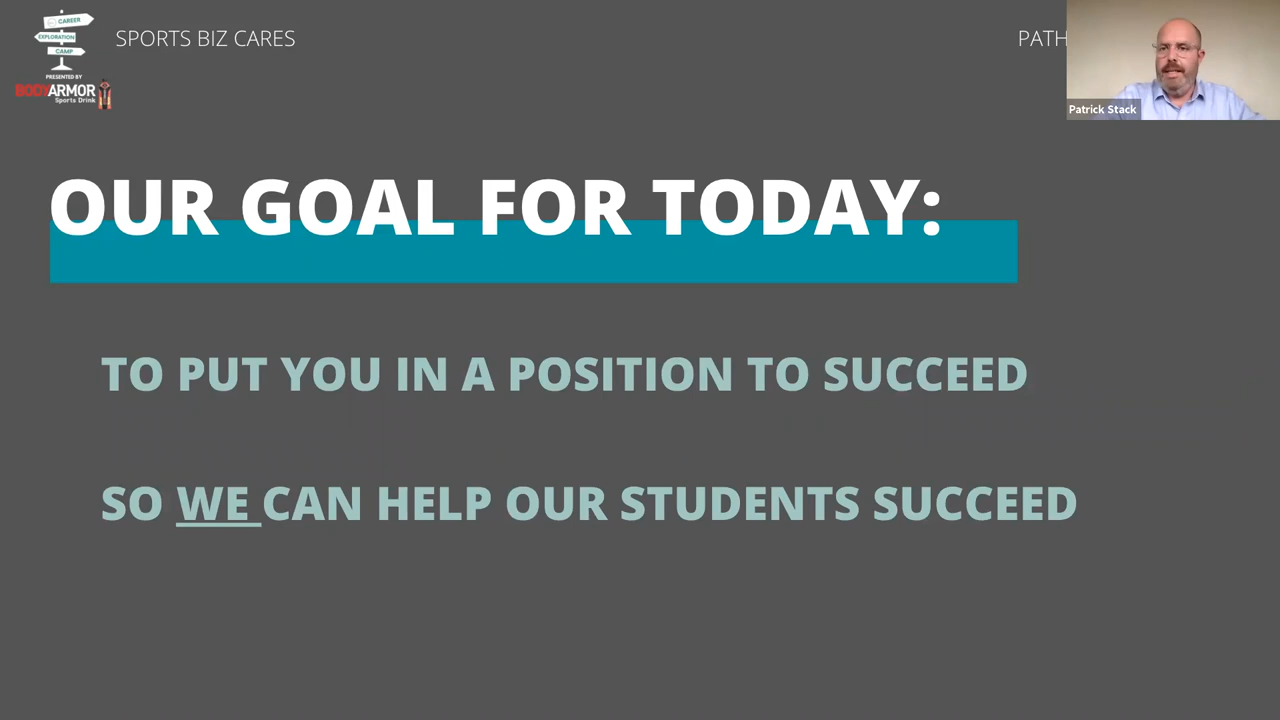 CAREER
EXPLORATION
CAMP
PRESENTED BY
BODYARMOR
Sports Drink
SPORTS BIZ CARES
PATH
Patrick Stack
OUR GOAL FOR TODAY:
TO PUT YOU IN A POSITION TO SUCCEED
SO WE CAN HELP OUR STUDENTS SUCCEED